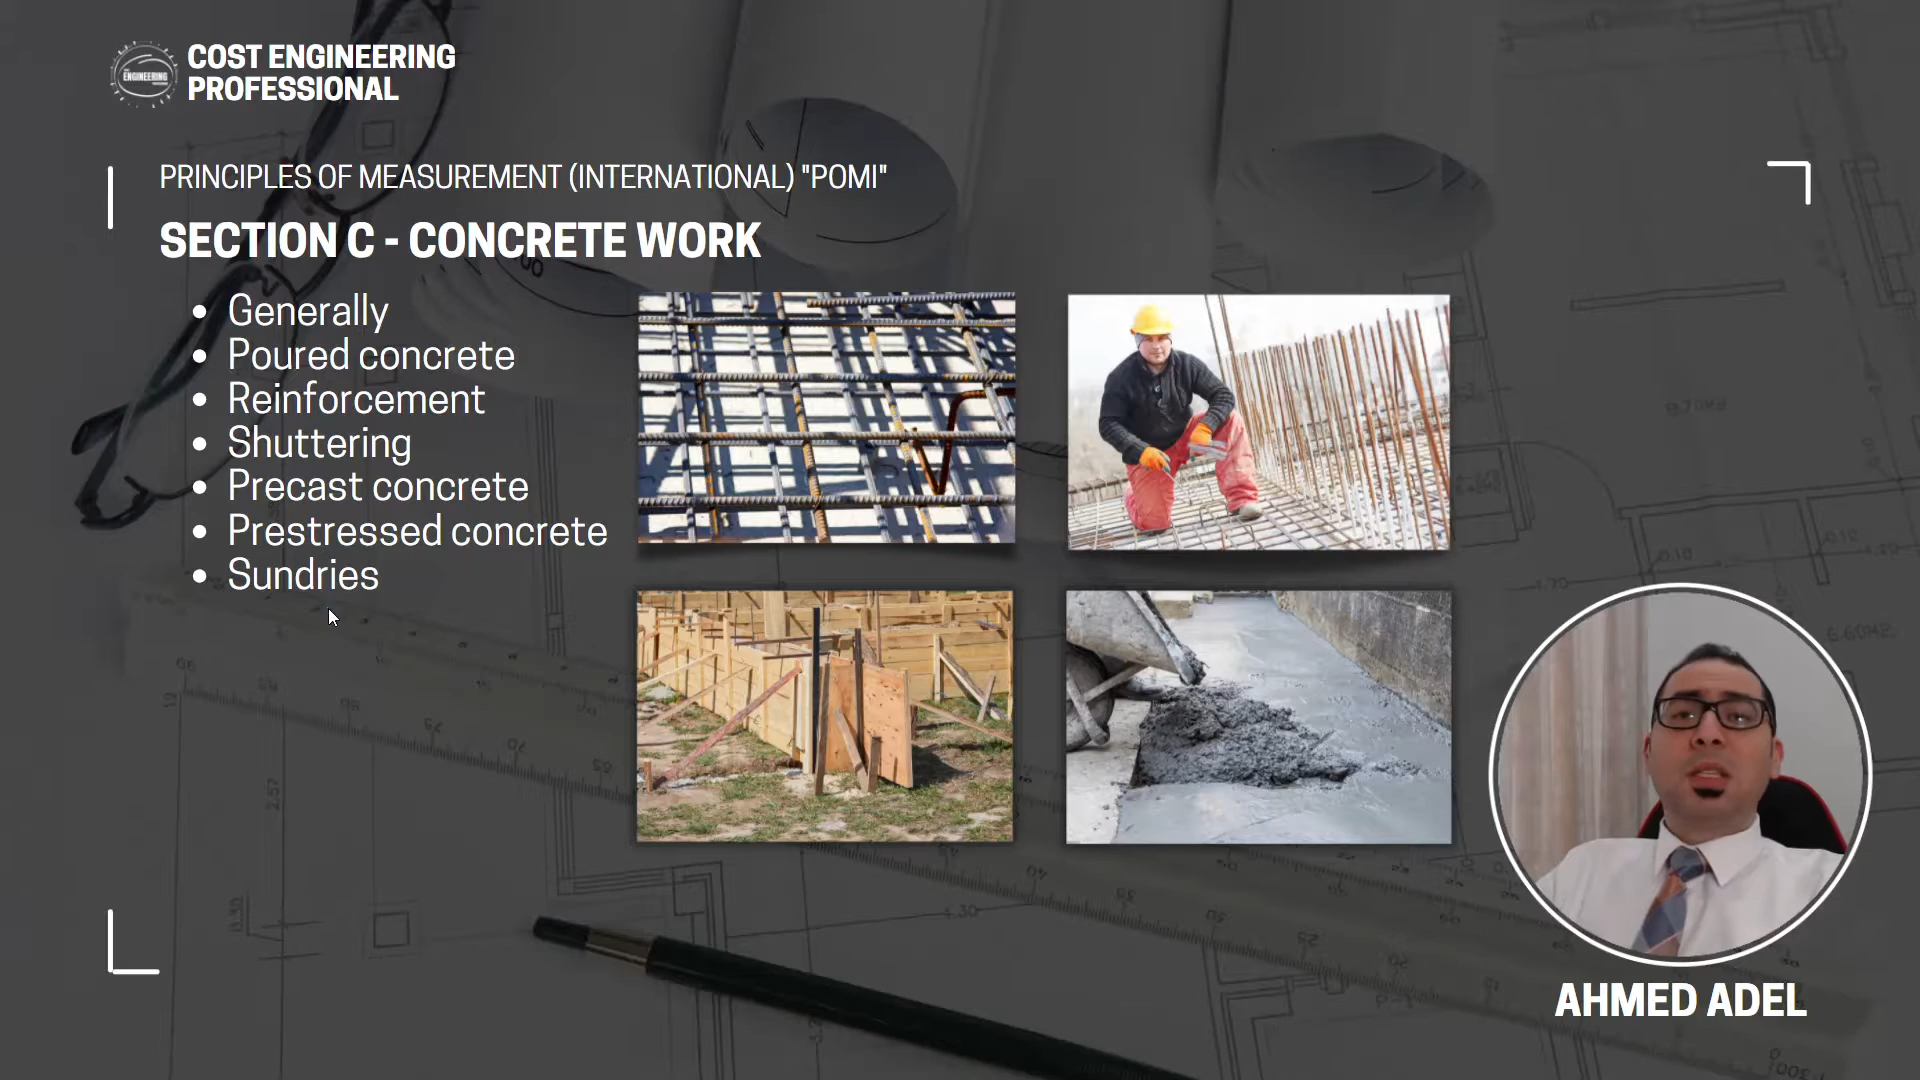 COST ENGINEERING
PROFESSIONAL
ENGINEERING
PRINCIPLES OF MEASUREMENT (INTERNATIONAL) "POMI"
SECTION C - CONCRETE WORK
• Generally
• Poured concrete
• Reinforcement
• Shuttering
• Precast concrete
• Prestressed concrete
• Sundries
AHMED ADEL